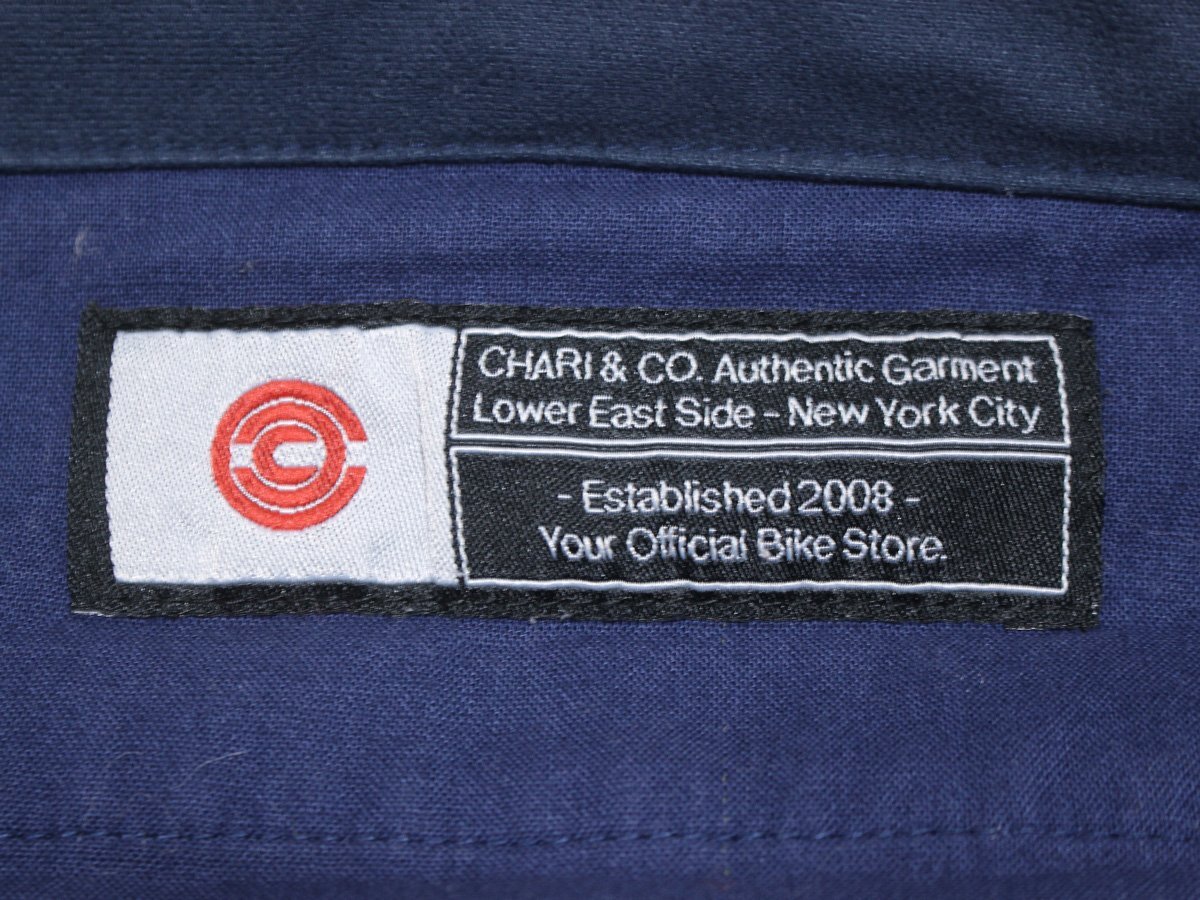 CHARI & CO. Authentic Garment
Lower East Side - New York City
- Established 2008 -
Your Official Bike Store.